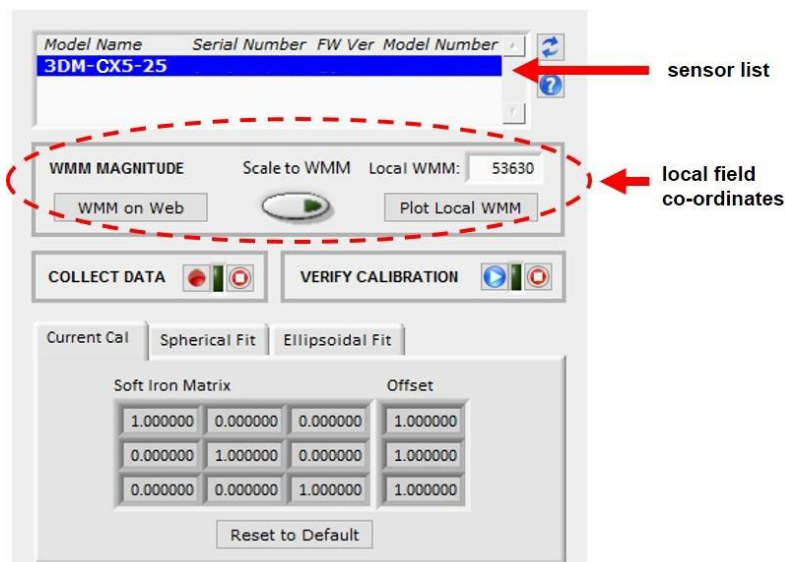 Model Name Serial Number FW Ver Model Number
3DM-CX5-25
sensor list
WMM MAGNITUDE Scale to WMM Local WMM: 53630
WMM on Web Plot Local WMM
local field
co-ordinates
COLLECT DATA VERIFY CALIBRATION
Current Cal Spherical Fit Ellipsoidal Fit
Soft Iron Matrix Offset
1.000000 0.000000 0.000000 1.000000
0.000000 1.000000 0.000000 1.000000
0.000000 0.000000 1.000000 1.000000
Reset to Default